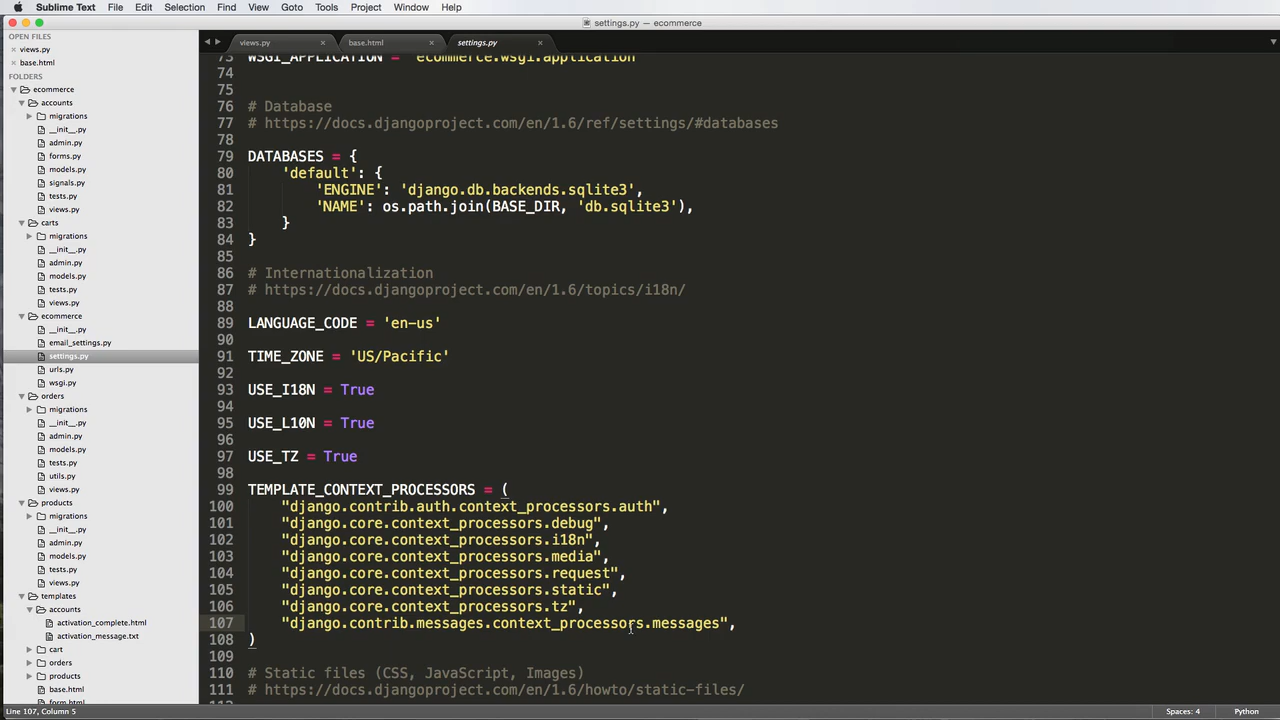 Sublime Text File Edit Selection Find View Goto Tools Project Window Help
settings.py — ecommerce
OPEN FILES
views.py
base.html
FOLDERS
ecommerce
accounts
migrations
__init__.py
admin.py
forms.py
models.py
signals.py
tests.py
views.py
carts
migrations
__init__.py
admin.py
models.py
tests.py
views.py
ecommerce
__init__.py
email_settings.py
settings.py
urls.py
wsgi.py
orders
migrations
__init__.py
admin.py
models.py
tests.py
utils.py
views.py
products
migrations
__init__.py
admin.py
models.py
tests.py
views.py
templates
accounts
activation_complete.html
activation_message.txt
cart
orders
products
base.html
form.html
views.py base.html settings.py
73 WSGI_APPLICATION = 'ecommerce.wsgi.application'
74
75
76 # Database
77 # https://docs.djangoproject.com/en/1.6/ref/settings/#databases
78
79 DATABASES = {
80 'default': {
81 'ENGINE': 'django.db.backends.sqlite3',
82 'NAME': os.path.join(BASE_DIR, 'db.sqlite3'),
83 }
84 }
85
86 # Internationalization
87 # https://docs.djangoproject.com/en/1.6/topics/i18n/
88
89 LANGUAGE_CODE = 'en-us'
90
91 TIME_ZONE = 'US/Pacific'
92
93 USE_I18N = True
94
95 USE_L10N = True
96
97 USE_TZ = True
98
99 TEMPLATE_CONTEXT_PROCESSORS = (
100 "django.contrib.auth.context_processors.auth",
101 "django.core.context_processors.debug",
102 "django.core.context_processors.i18n",
103 "django.core.context_processors.media",
104 "django.core.context_processors.request",
105 "django.core.context_processors.static",
106 "django.core.context_processors.tz",
107 "django.contrib.messages.context_processors.messages",
108 )
109
110 # Static files (CSS, JavaScript, Images)
111 # https://docs.djangoproject.com/en/1.6/howto/static-files/
Line 107, Column 5 Spaces: 4 Python